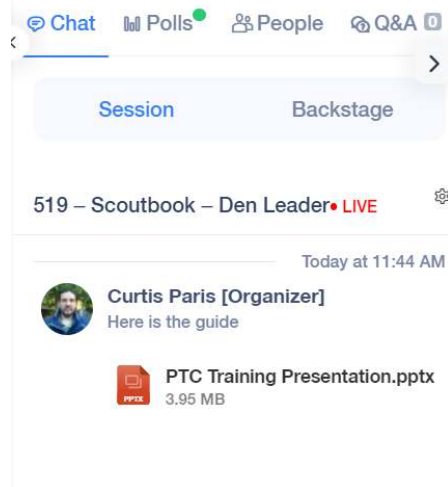 Chat Polls People Q&A 0
Session Backstage
519 – Scoutbook – Den Leader• LIVE
Today at 11:44 AM
Curtis Paris [Organizer]
Here is the guide
PTC Training Presentation.pptx
PPTX
3.95 MB